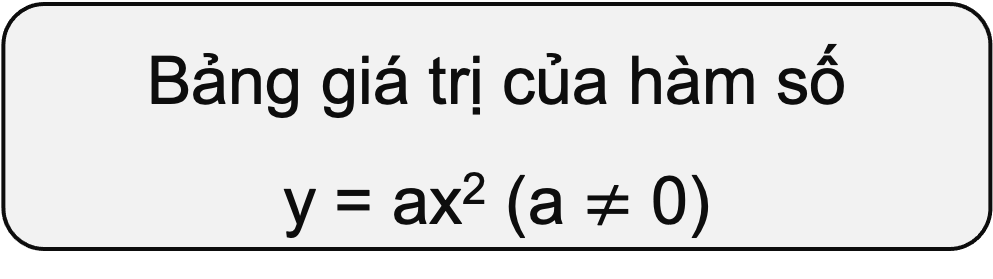 Bảng giá trị của hàm số
y = ax² (a ≠ 0)